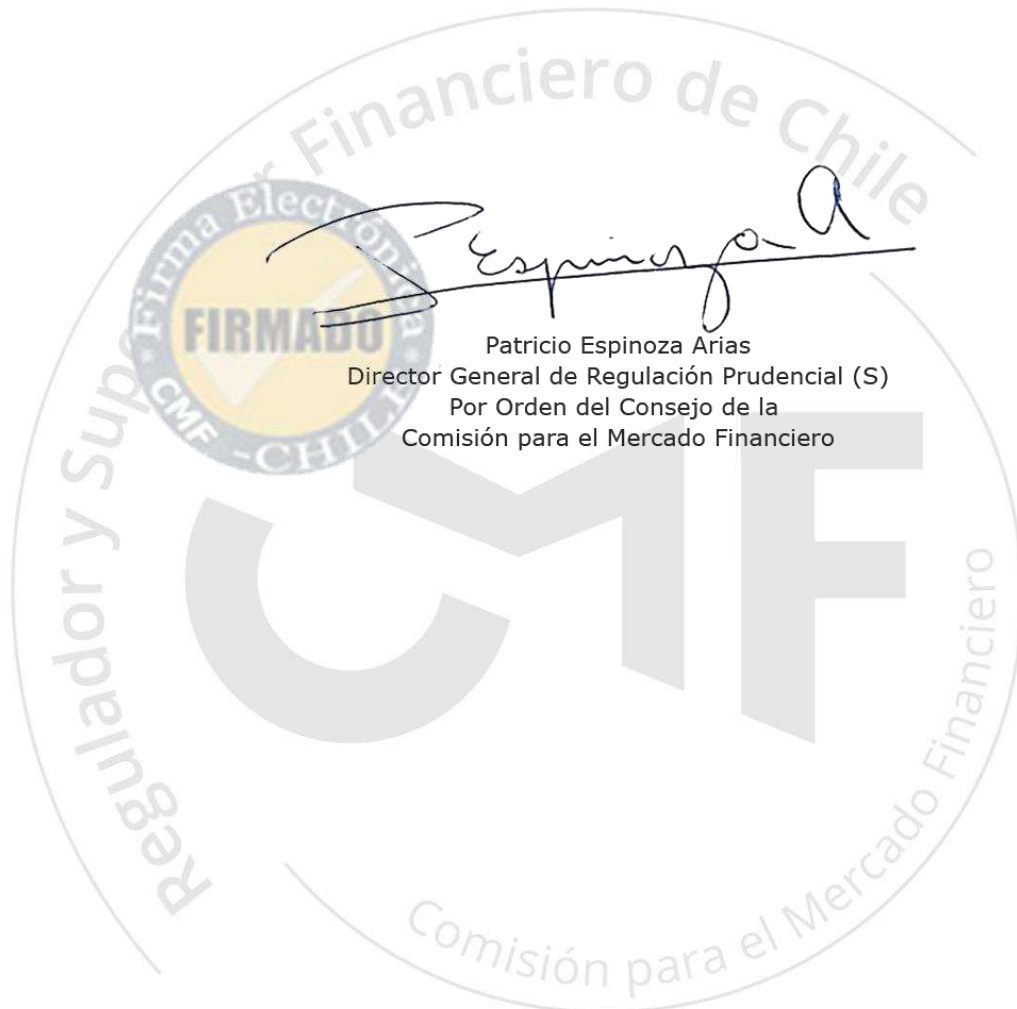 Regulador y Supervisor Financiero de Chile
Firma Electrónica
FIRMADO
CMF - CHILE
P Espinoza A
Patricio Espinoza Arias
Director General de Regulación Prudencial (S)
Por Orden del Consejo de la
Comisión para el Mercado Financiero
CMF
Comisión para el Mercado Financiero